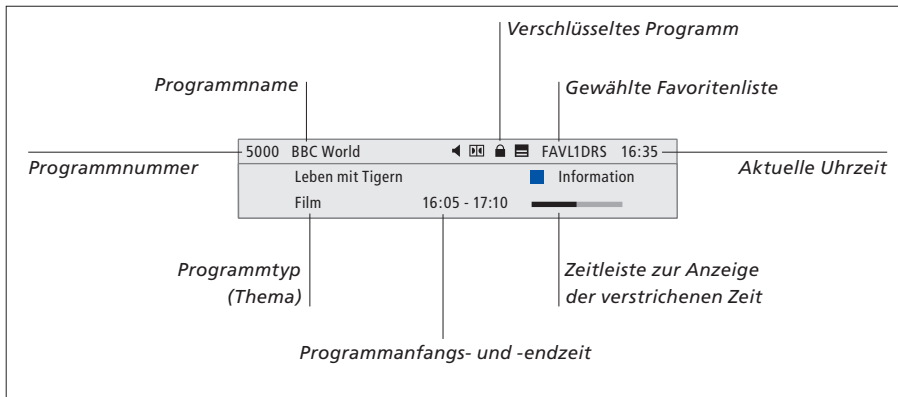 Verschlüsseltes Programm
Programmname
Gewählte Favoritenliste
5000 BBC World FAVL1DRS 16:35
Programmnummer
Aktuelle Uhrzeit
Leben mit Tigern Information
Film 16:05 - 17:10
Programmtyp
(Thema)
Zeitleiste zur Anzeige
der verstrichenen Zeit
Programmanfangs- und -endzeit